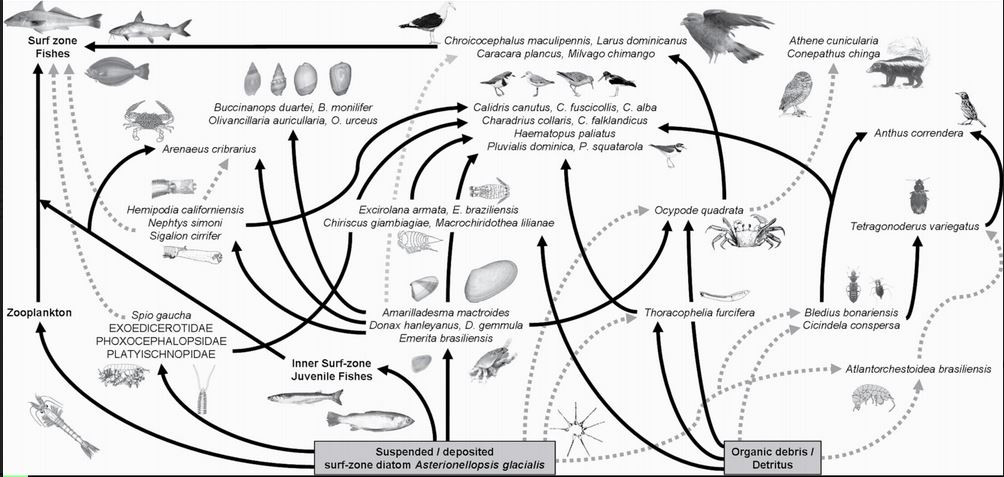 Surf zone
Fishes
Chroicocephalus maculipennis, Larus dominicanus
Caracara plancus, Milvago chimango
Athene cunicularia
Conepathus chinga
Buccinanops duartei, B. monilifer
Olivancillaria auricullaria, O. urceus
Calidris canutus, C. fuscicollis, C. alba
Charadrius collaris, C. falklandicus
Haematopus paliatus
Pluvialis dominica, P. squatarola
Anthus correndera
Arenaeus cribrarius
Hemipodia californiensis
Nephtys simoni
Sigalion cirrifer
Excirolana armata, E. braziliensis
Chiriscus giambiagiae, Macrochiridothea lilianae
Ocypode quadrata
Tetragonoderus variegatus
Zooplankton
Spio gaucha
EXOEDICEROTIDAE
PHOXOCEPHALOPSIDAE
PLATYISCHNOPIDAE
Amarilladesma mactroides
Donax hanleyanus, D. gemmula
Emerita brasiliensis
Thoracophelia furcifera
Bledius bonariensis
Cicindela conspersa
Inner Surf-zone
Juvenile Fishes
Atlantorchestoidea brasiliensis
Suspended / deposited
surf-zone diatom Asterionellopsis glacialis
Organic debris /
Detritus